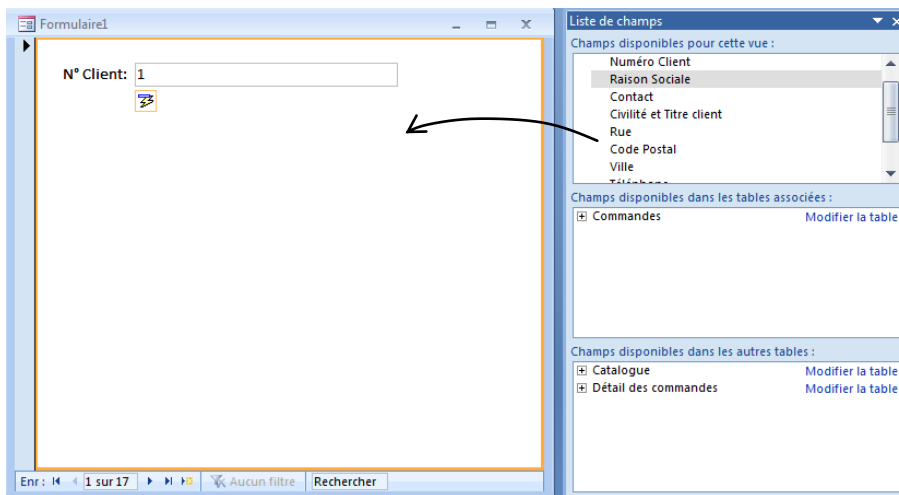 Formulaire1
N° Client: 1
Enr : 1 sur 17 Aucun filtre Rechercher
Liste de champs
Champs disponibles pour cette vue :
Numéro Client
Raison Sociale
Contact
Civilité et Titre client
Rue
Code Postal
Ville
Téléphone
Champs disponibles dans les tables associées :
Commandes Modifier la table
Champs disponibles dans les autres tables :
Catalogue Modifier la table
Détail des commandes Modifier la table